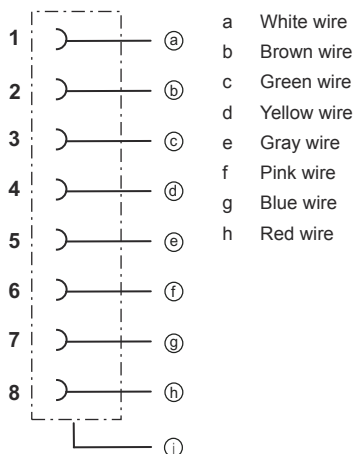 1 ⓐ
2 ⓑ
3 ⓒ
4 ⓓ
5 ⓔ
6 ⓕ
7 ⓖ
8 ⓗ
ⓘ
a White wire
b Brown wire
c Green wire
d Yellow wire
e Gray wire
f Pink wire
g Blue wire
h Red wire